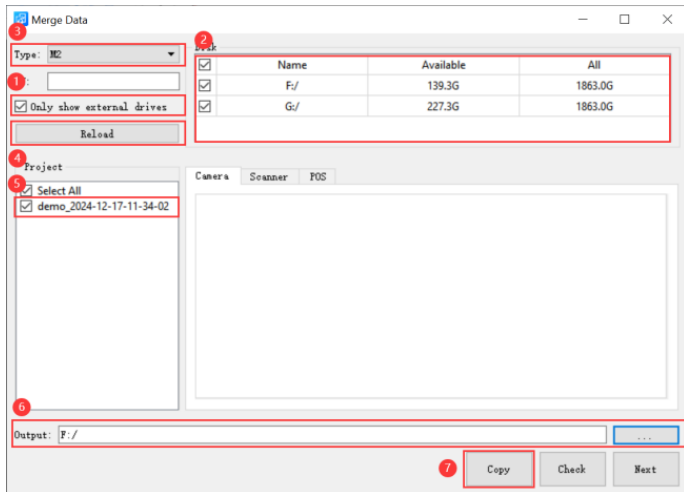 Merge Data
3
2
Type: M2
Disk
Name Available All
1
F:/ 139.3G 1863.0G
Only show external drives
G:/ 227.3G 1863.0G
Reload
4
Project
Camera Scanner POS
5
Select All
demo_2024-12-17-11-34-02
6
Output: F:/ ...
7
Copy Check Next